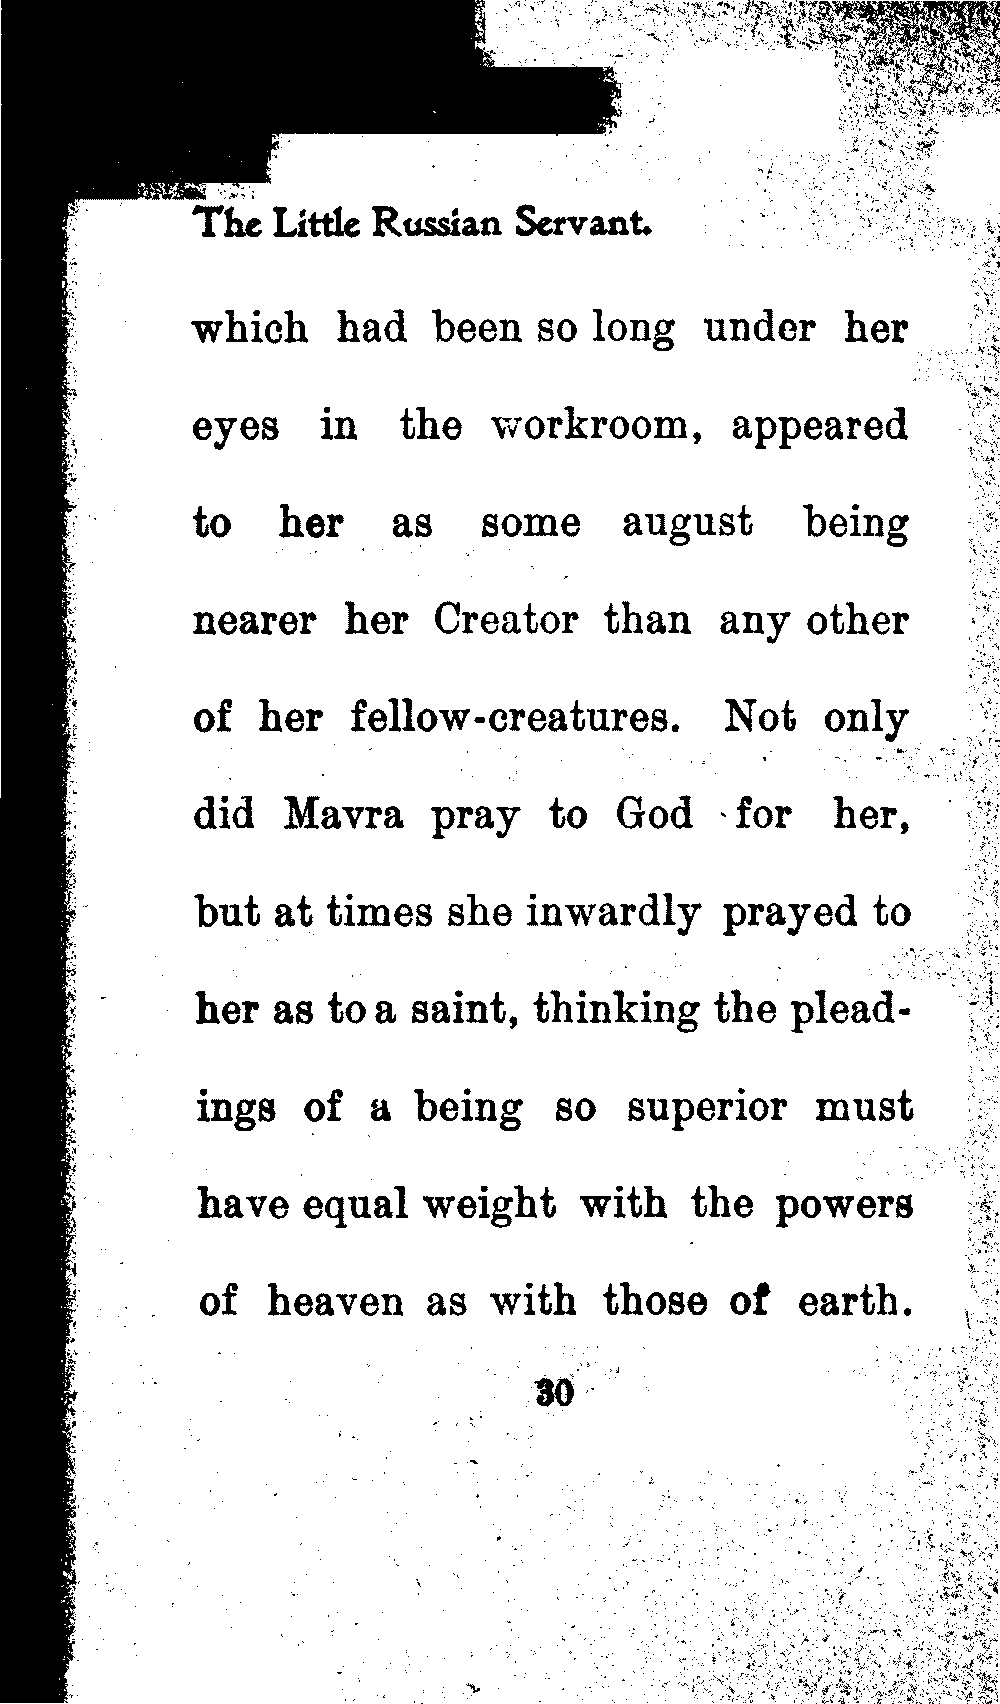 The Little Russian Servant.
which had been so long under her
eyes in the workroom, appeared
to her as some august being
nearer her Creator than any other
of her fellow-creatures. Not only
did Mavra pray to God for her,
but at times she inwardly prayed to
her as to a saint, thinking the plead-
ings of a being so superior must
have equal weight with the powers
of heaven as with those of earth.
30